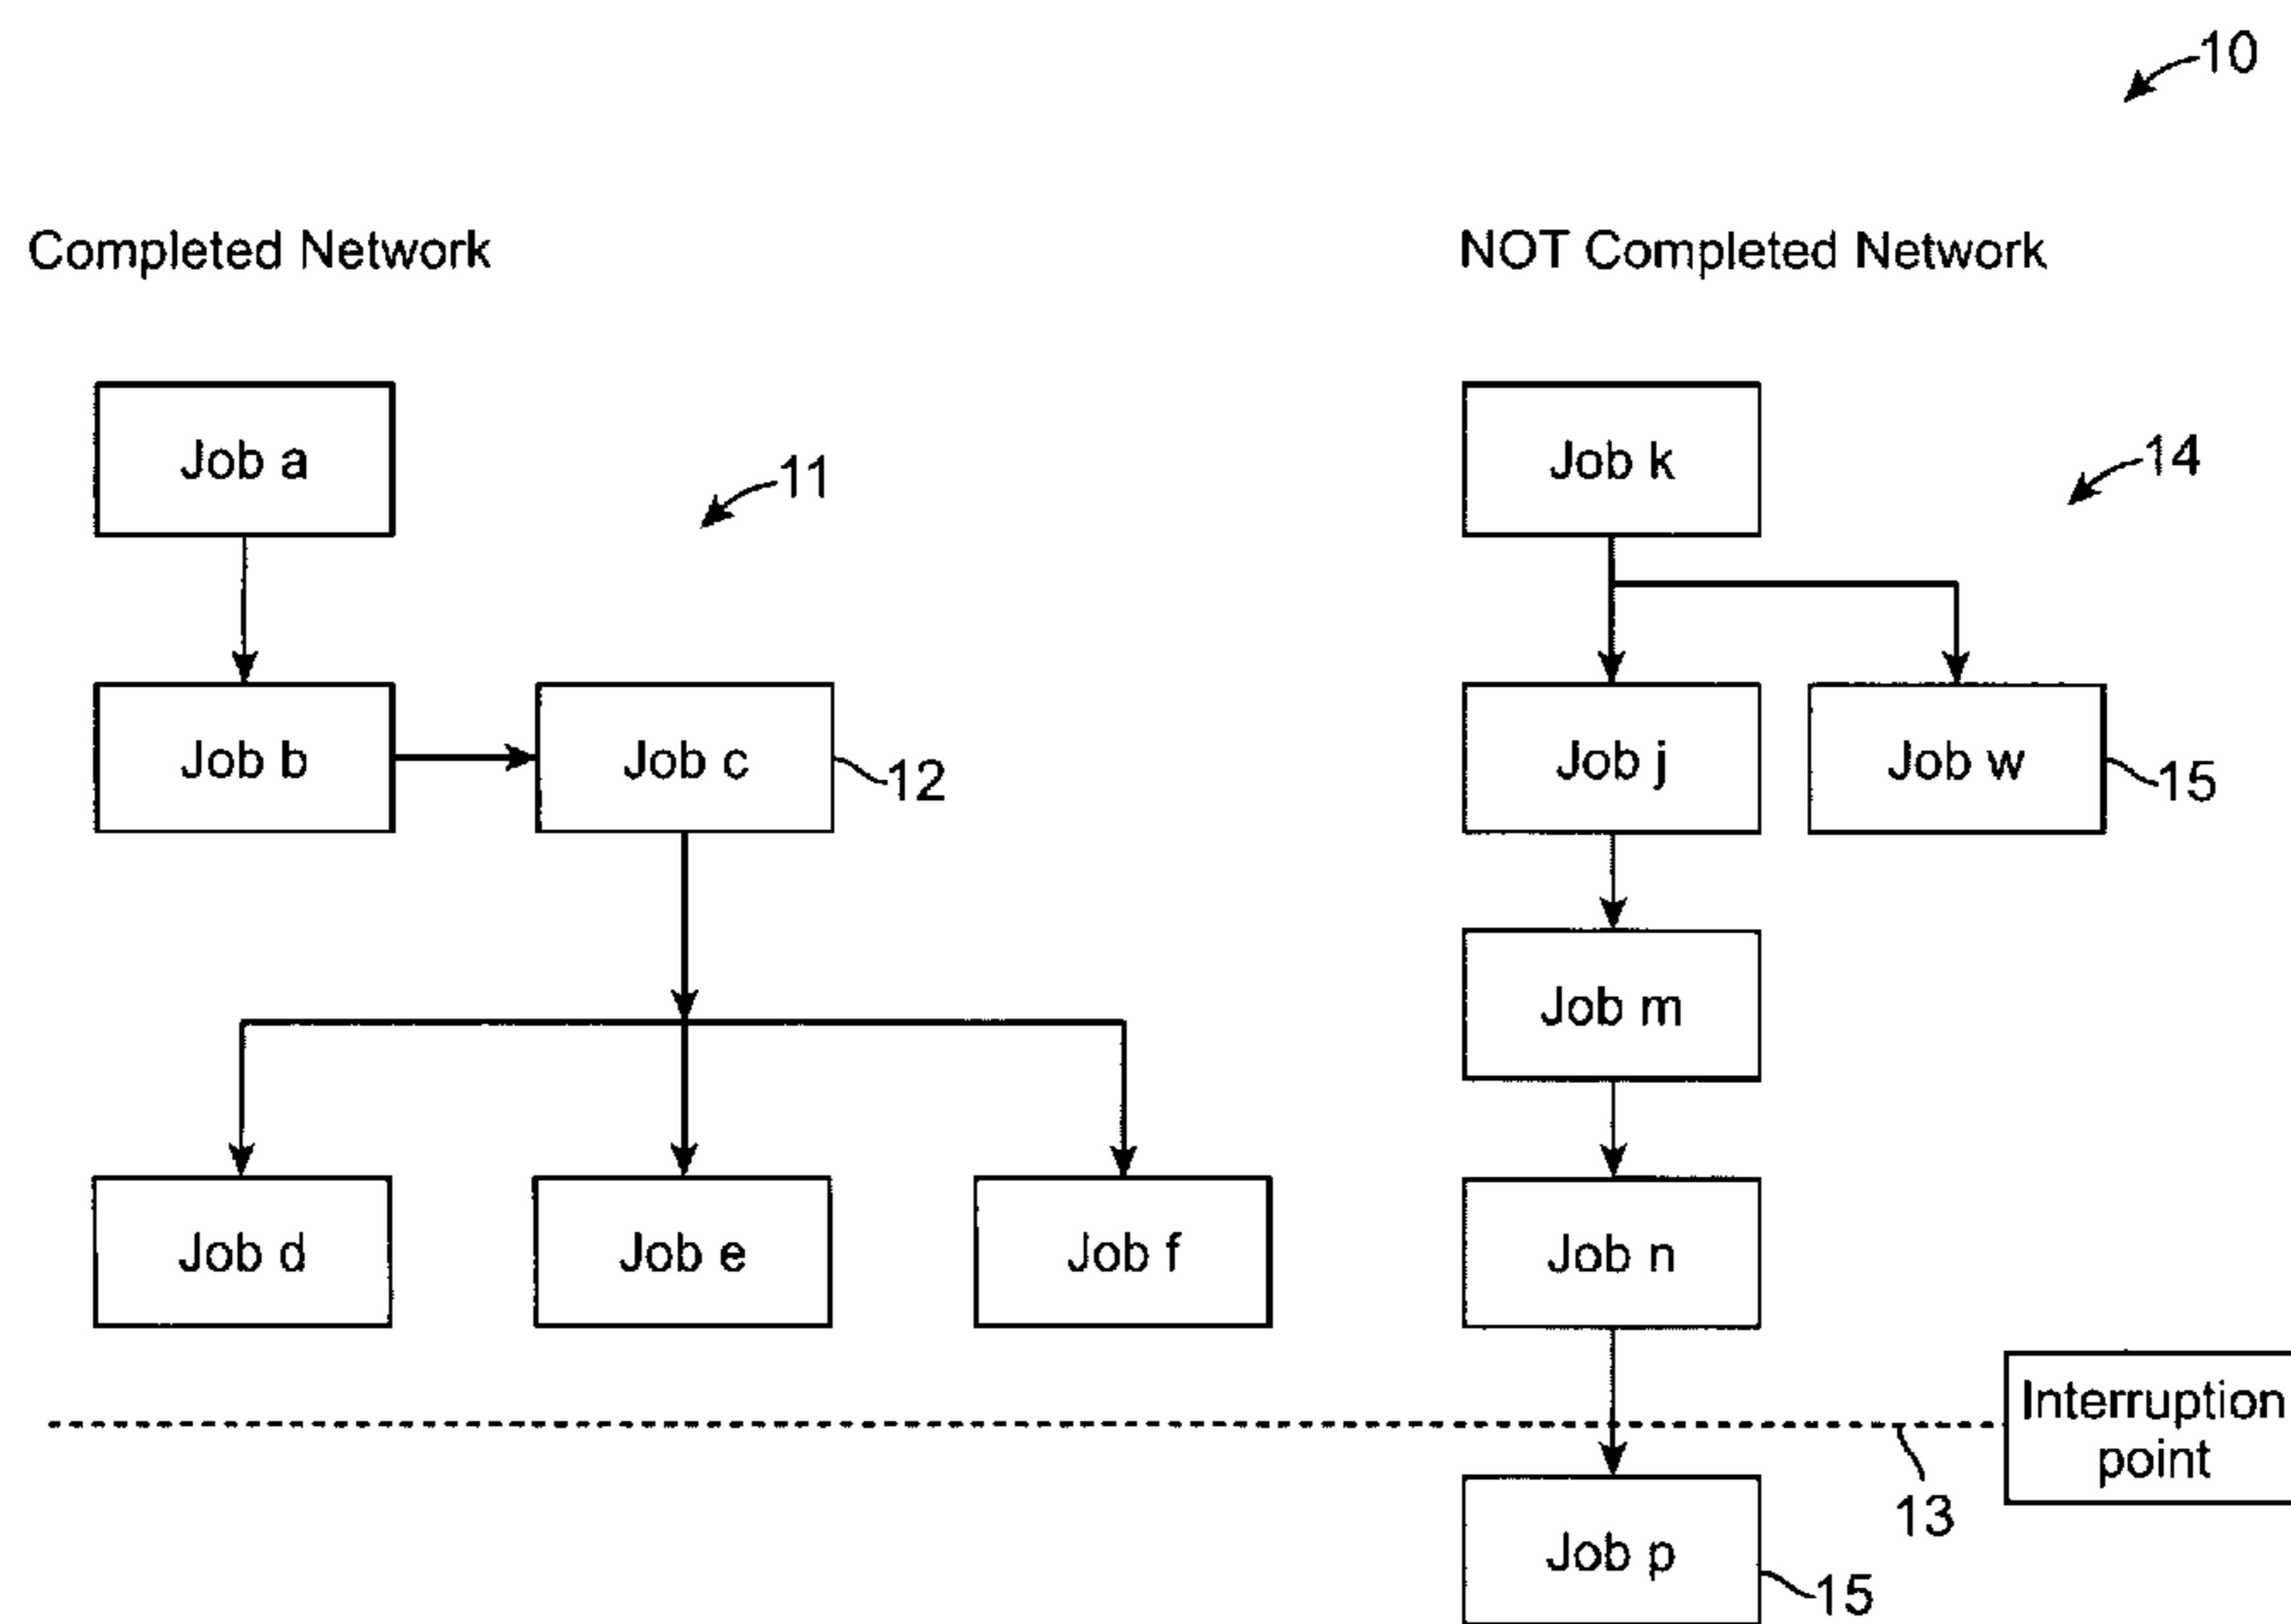 10
Completed Network
NOT Completed Network
Job a
11
Job k
14
Job b
Job c
12
Job j
Job w
15
Job m
Job d
Job e
Job f
Job n
Interruption
point
13
Job p
15